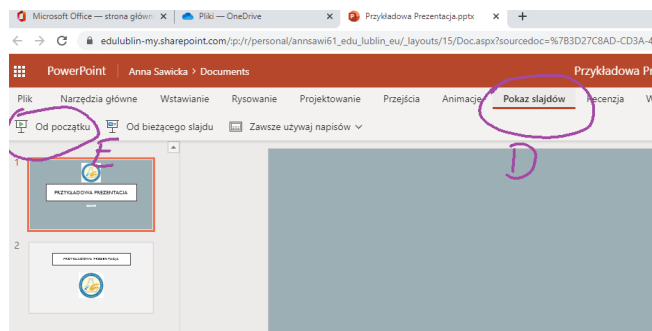 Microsoft Office — strona główn
Pliki — OneDrive
Przykładowa Prezentacja.pptx
edulublin-my.sharepoint.com/:p:/r/personal/annsawi61_edu_lublin_eu/_layouts/15/Doc.aspx?sourcedoc=%7B3D27C8AD-CD3A-4
PowerPoint Anna Sawicka > Documents Przykładowa Pr
Plik Narzędzia główne Wstawianie Rysowanie Projektowanie Przejścia Animacje Pokaz slajdów Recenzja W
Od początku Od bieżącego slajdu Zawsze używaj napisów
E
D
1
PRZYKŁADOWA PREZENTACJA
2
PRZYKŁADOWA PREZENTACJA